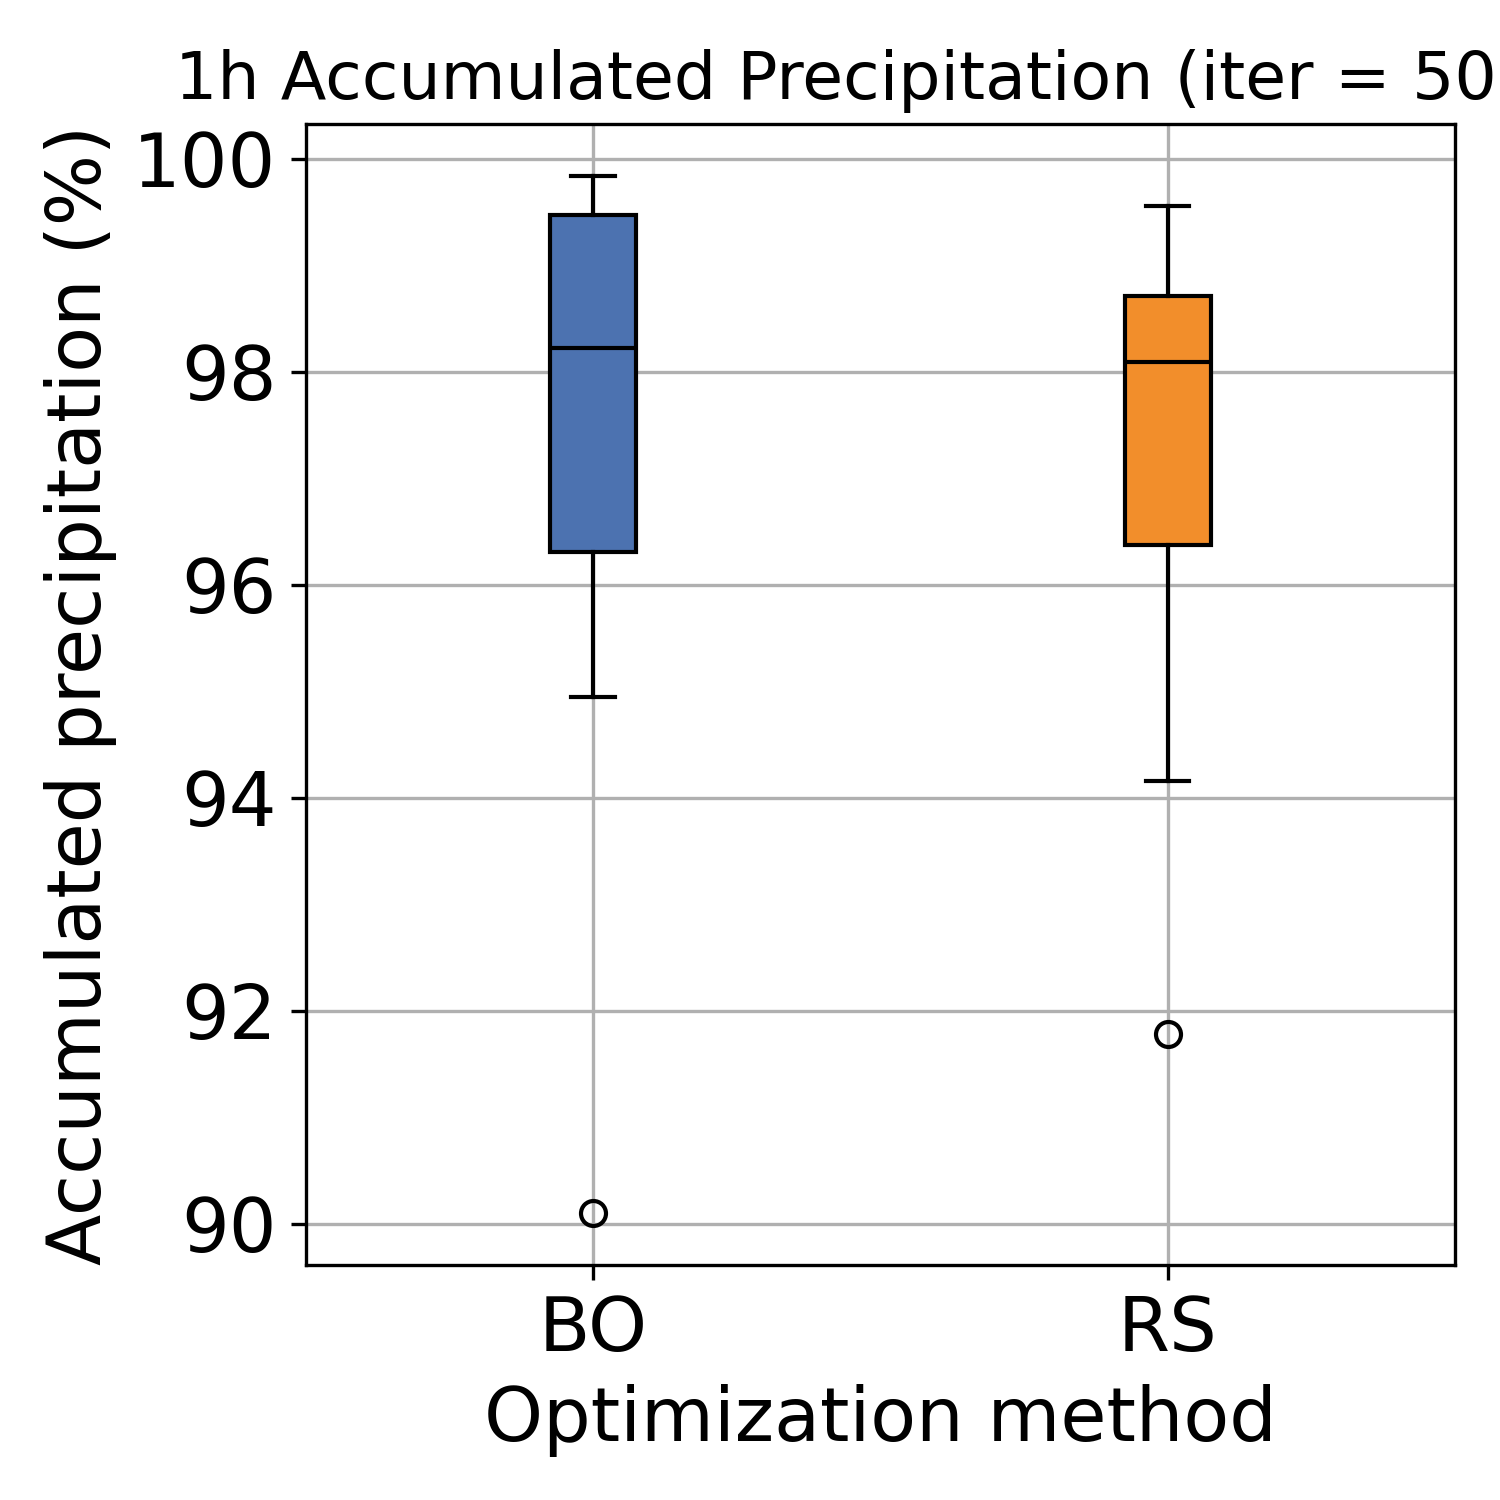 1h Accumulated Precipitation (iter = 50
Accumulated precipitation (%)
100
98
96
94
92
90
BO
RS
Optimization method